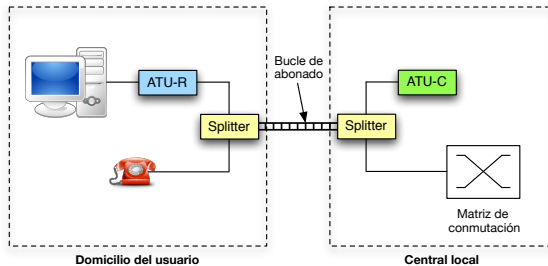 Bucle de
abonado
ATU-R
ATU-C
Splitter
Splitter
Matriz de
conmutación
Domicilio del usuario
Central local